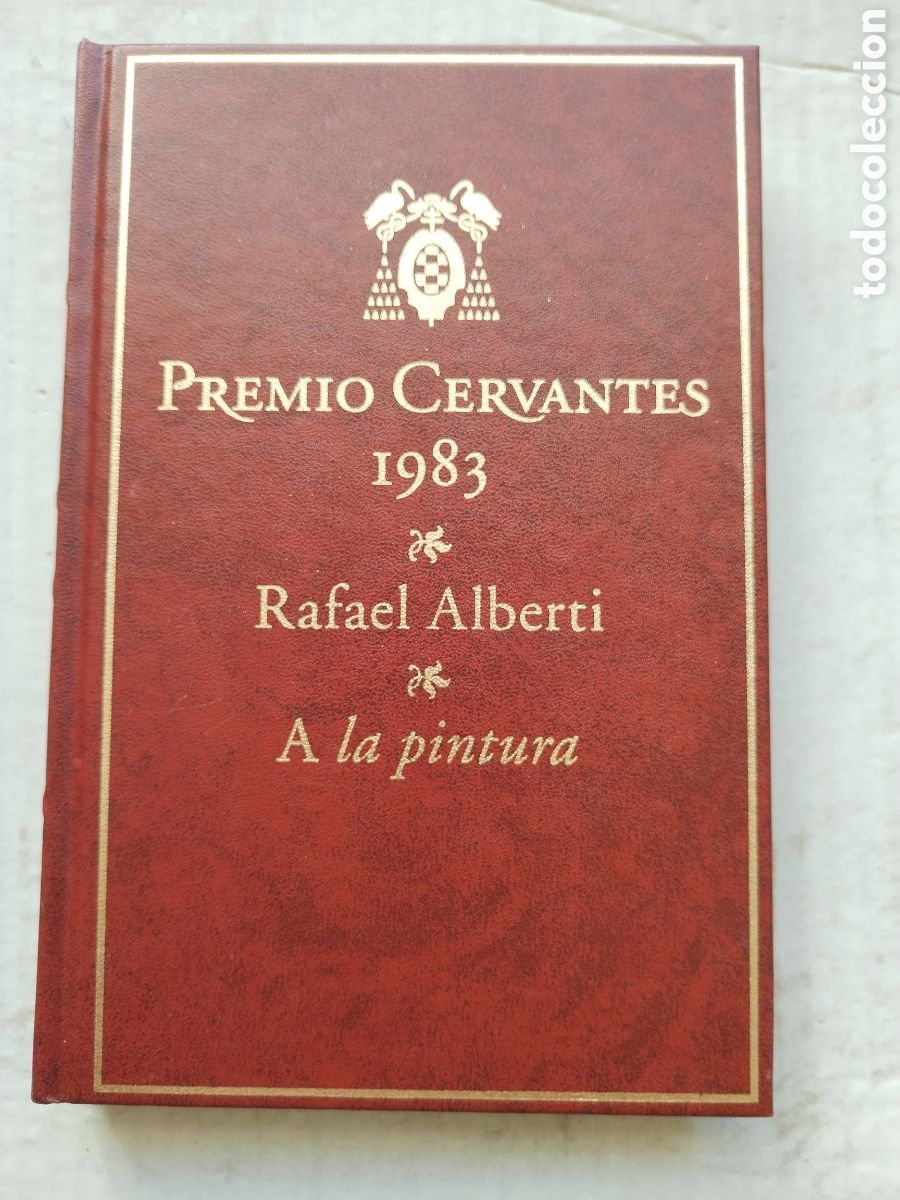 PREMIO CERVANTES
1983
Rafael Alberti
A la pintura
todocoleccion